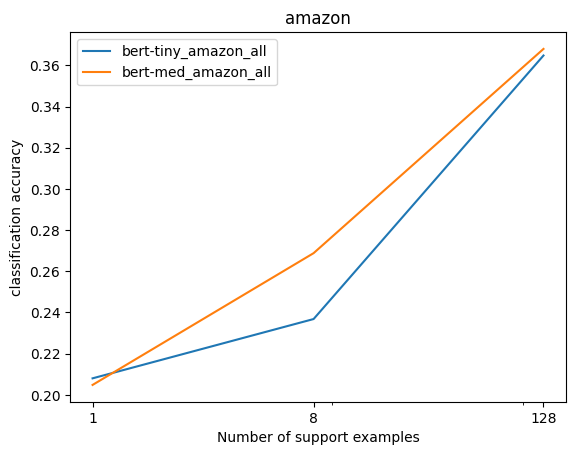 amazon
bert-tiny_amazon_all
bert-med_amazon_all
classification accuracy
0.36
0.34
0.32
0.30
0.28
0.26
0.24
0.22
0.20
1 8 128
Number of support examples